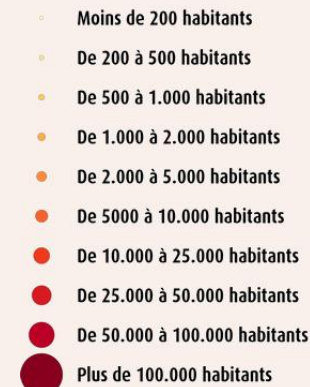 Moins de 200 habitants
De 200 à 500 habitants
De 500 à 1.000 habitants
De 1.000 à 2.000 habitants
De 2.000 à 5.000 habitants
De 5000 à 10.000 habitants
De 10.000 à 25.000 habitants
De 25.000 à 50.000 habitants
De 50.000 à 100.000 habitants
Plus de 100.000 habitants